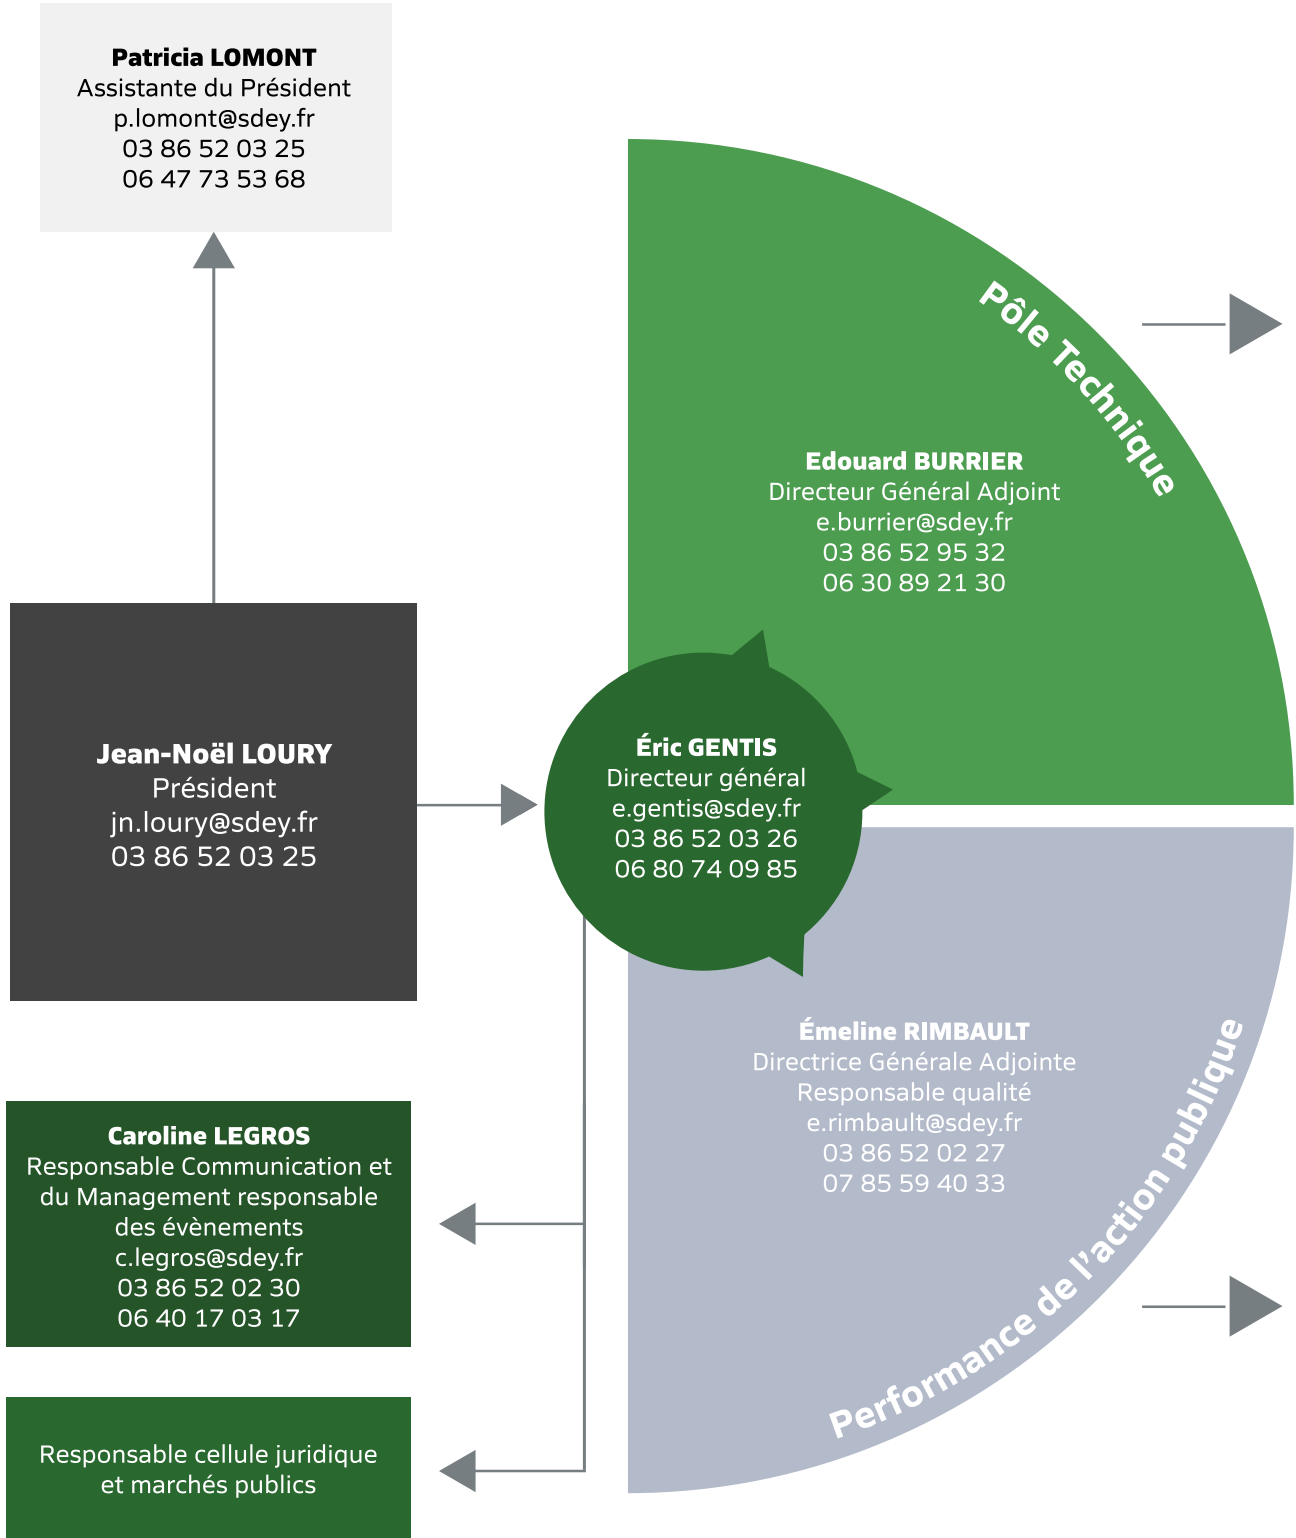 Patricia LOMONT
Assistante du Président
p.lomont@sdey.fr
03 86 52 03 25
06 47 73 53 68
Pôle Technique
Edouard BURRIER
Directeur Général Adjoint
e.burrier@sdey.fr
03 86 52 95 32
06 30 89 21 30
Jean-Noël LOURY
Président
jn.loury@sdey.fr
03 86 52 03 25
Éric GENTIS
Directeur général
e.gentis@sdey.fr
03 86 52 03 26
06 80 74 09 85
Émeline RIMBAULT
Directrice Générale Adjointe
Responsable qualité
e.rimbault@sdey.fr
03 86 52 02 27
07 85 59 40 33
Performance de l'action publique
Caroline LEGROS
Responsable Communication et
du Management responsable
des évènements
c.legros@sdey.fr
03 86 52 02 30
06 40 17 03 17
Responsable cellule juridique
et marchés publics